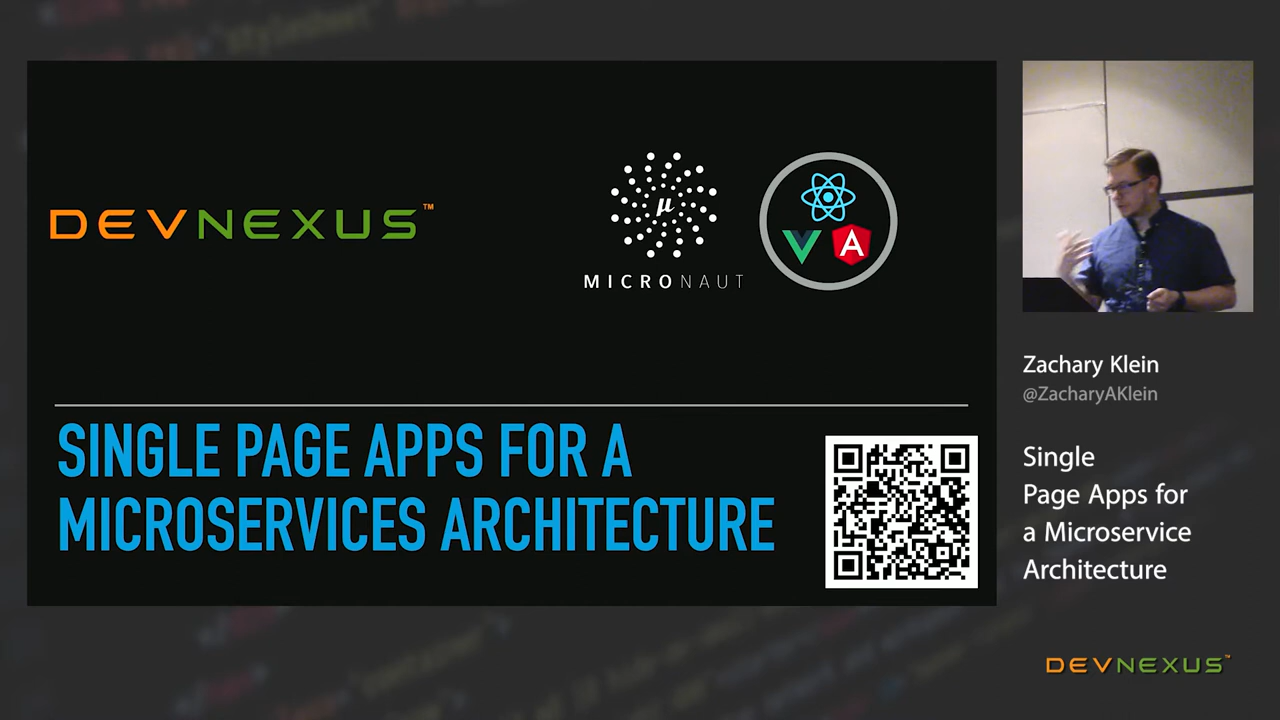 DEVNEXUS™
μ
MICRONAUT
A
SINGLE PAGE APPS FOR A
MICROSERVICES ARCHITECTURE
Zachary Klein
@ZacharyAKlein
Single
Page Apps for
a Microservice
Architecture
DEVNEXUS™